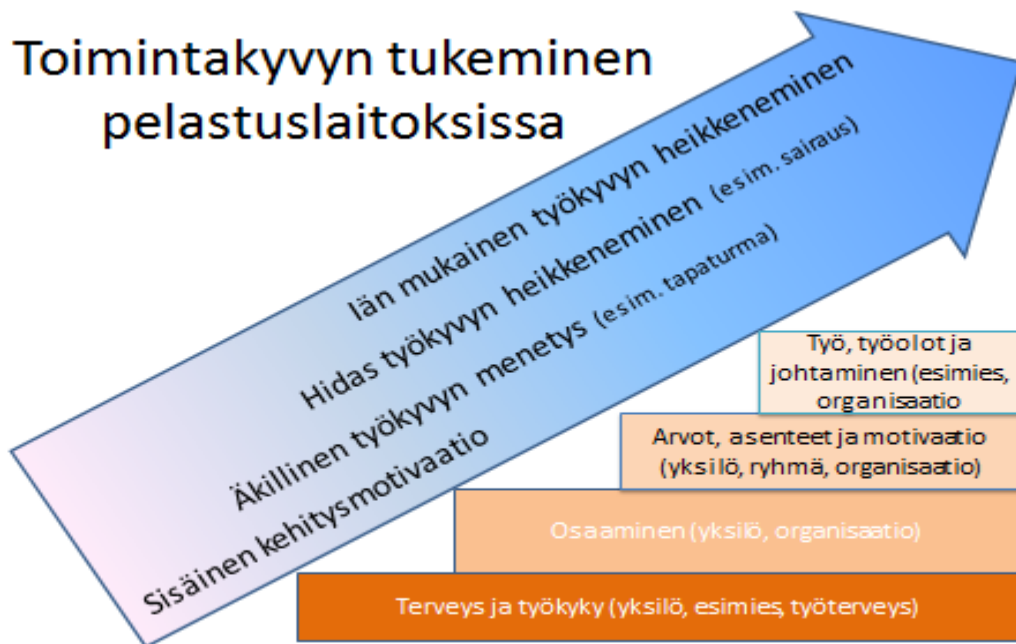 Toimintakyvyn tukeminen
pelastuslaitoksissa
Iän mukainen työkyvyn heikkeneminen
Hidas työkyvyn heikkeneminen (esim. sairaus)
Äkillinen työkyvyn menetys (esim. tapaturma)
Sisäinen kehitysmotivaatio
Työ, työolot ja
johtaminen (esimies,
organisaatio
Arvot, asenteet ja motivaatio
(yksilö, ryhmä, organisaatio)
Osaaminen (yksilö, organisaatio)
Terveys ja työkyky (yksilö, esimies, työterveys)